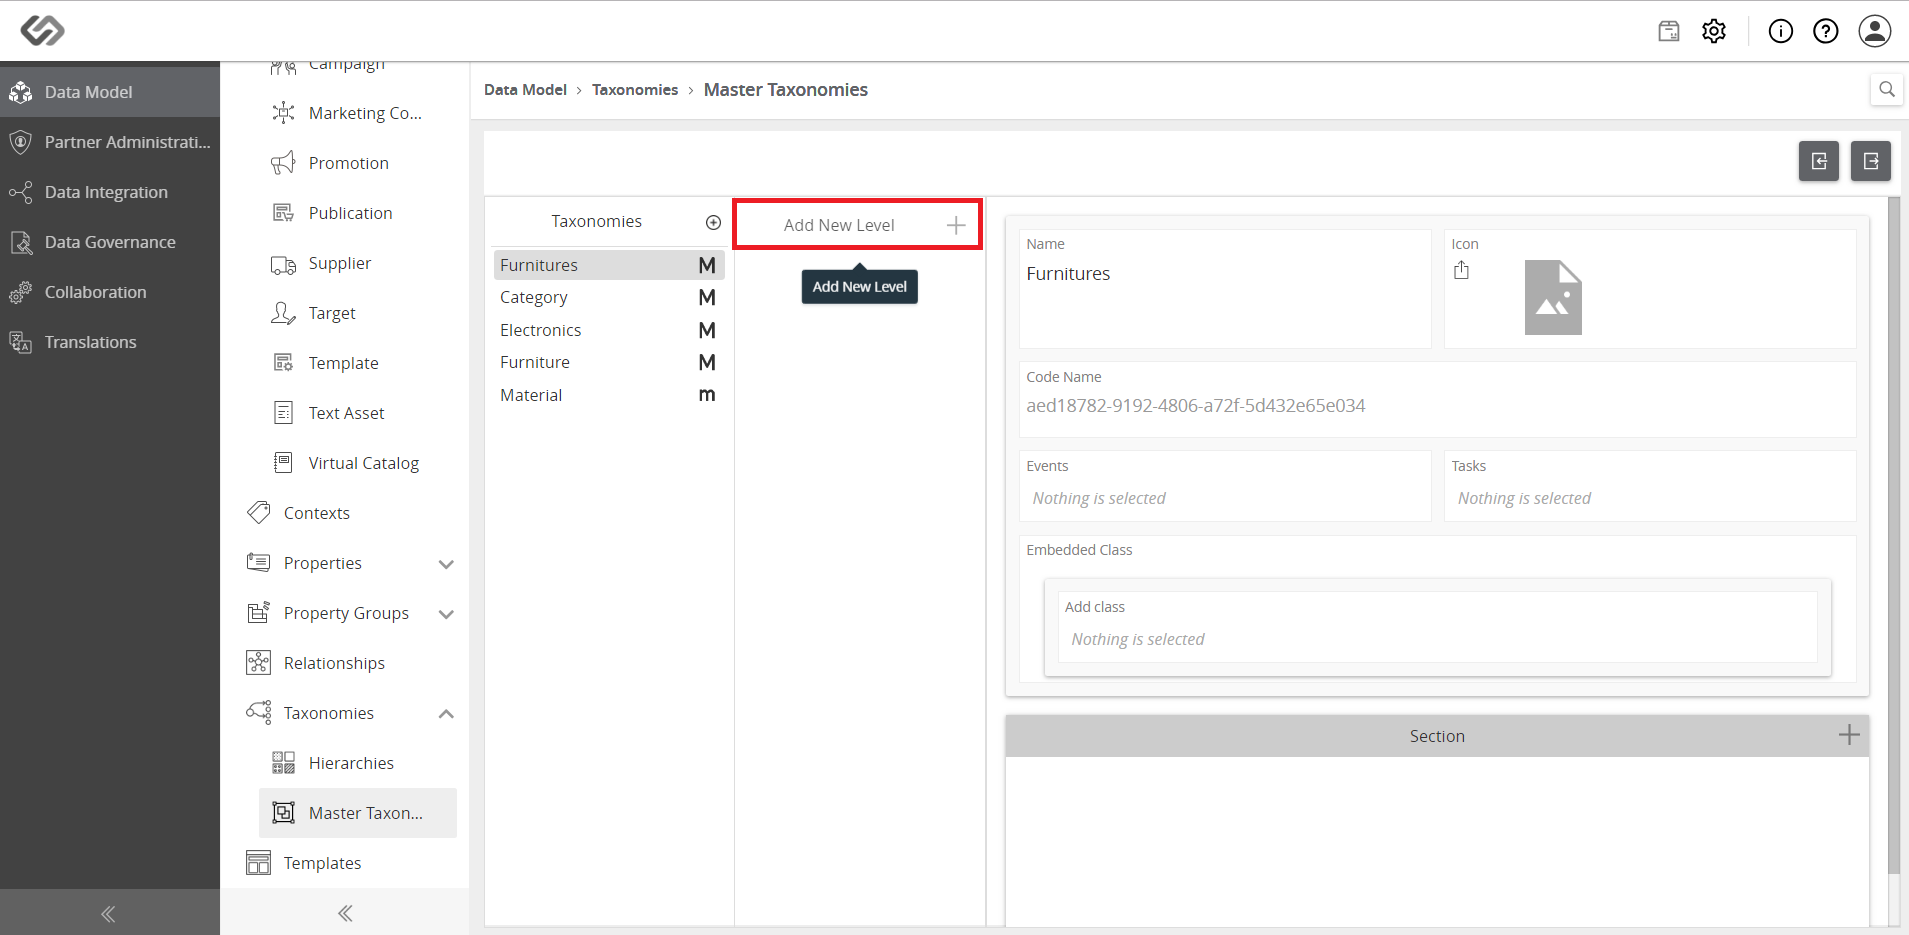 Data Model
Partner Administrati...
Data Integration
Data Governance
Collaboration
Translations
Campaign
Marketing Co...
Promotion
Publication
Supplier
Target
Template
Text Asset
Virtual Catalog
Contexts
Properties
Property Groups
Relationships
Taxonomies
Hierarchies
Master Taxon...
Templates
Data Model > Taxonomies > Master Taxonomies
Taxonomies
Furnitures M
Category M
Electronics M
Furniture M
Material m
Add New Level
Add New Level
Name
Furnitures
Icon
Code Name
aed18782-9192-4806-a72f-5d432e65e034
Events
Nothing is selected
Tasks
Nothing is selected
Embedded Class
Add class
Nothing is selected
Section